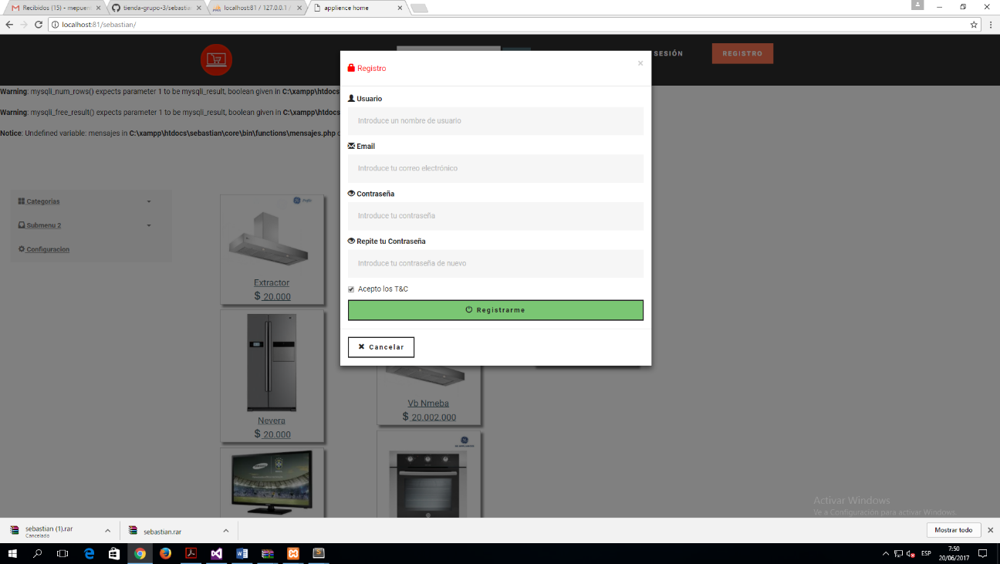 Recibidos (15) - mepuent
tienda-grupo-3/sebastian
localhost:81 / 127.0.0.1 /
applience home
localhost:81/sebastian/
SESIÓN
REGISTRO
Registro
Warning: mysqli_num_rows() expects parameter 1 to be mysqli_result, boolean given in C:\xampp\htdocs
Warning: mysqli_free_result() expects parameter 1 to be mysqli_result, boolean given in C:\xampp\htdocs
Notice: Undefined variable: mensajes in C:\xampp\htdocs\sebastian\core\bin\functions\mensajes.php
Usuario
Introduce un nombre de usuario
Email
Introduce tu correo electrónico
Contraseña
Introduce tu contraseña
Repite tu Contraseña
Introduce tu contraseña de nuevo
Acepto los T&C
Registrarme
Cancelar
Categorias
Submenu 2
Configuracion
Extractor
$ 20.000
Nevera
$ 20.000
Vb Nmeba
$ 20.002.000
SAMSUNG
Activar Windows
Ve a Configuración para activar Windows.
sebastian (1).rar
Cancelado
sebastian.rar
Mostrar todo
ESP
7:50
20/06/2017